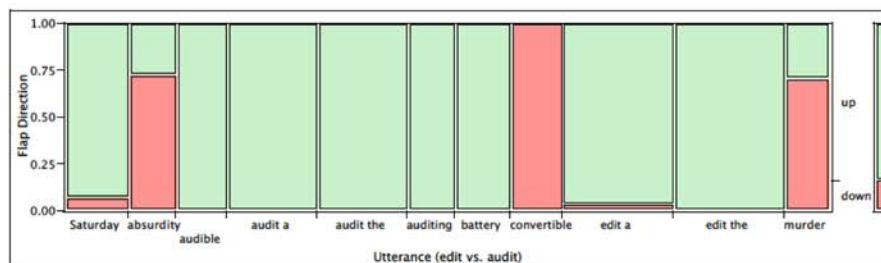 1.00
0.75
0.50
0.25
0.00
Flap Direction
up
down
Saturday absurdity audible audit a audit the auditing battery convertible edit a edit the murder
Utterance (edit vs. audit)